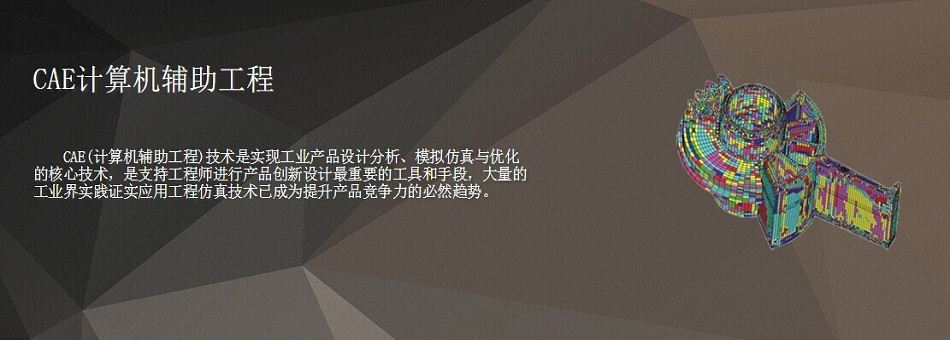 CAE计算机辅助工程
CAE(计算机辅助工程)技术是实现工业产品设计分析、模拟仿真与优化
的核心技术，是支持工程师进行产品创新设计最重要的工具和手段，大量的
工业界实践证实应用工程仿真技术已成为提升产品竞争力的必然趋势。